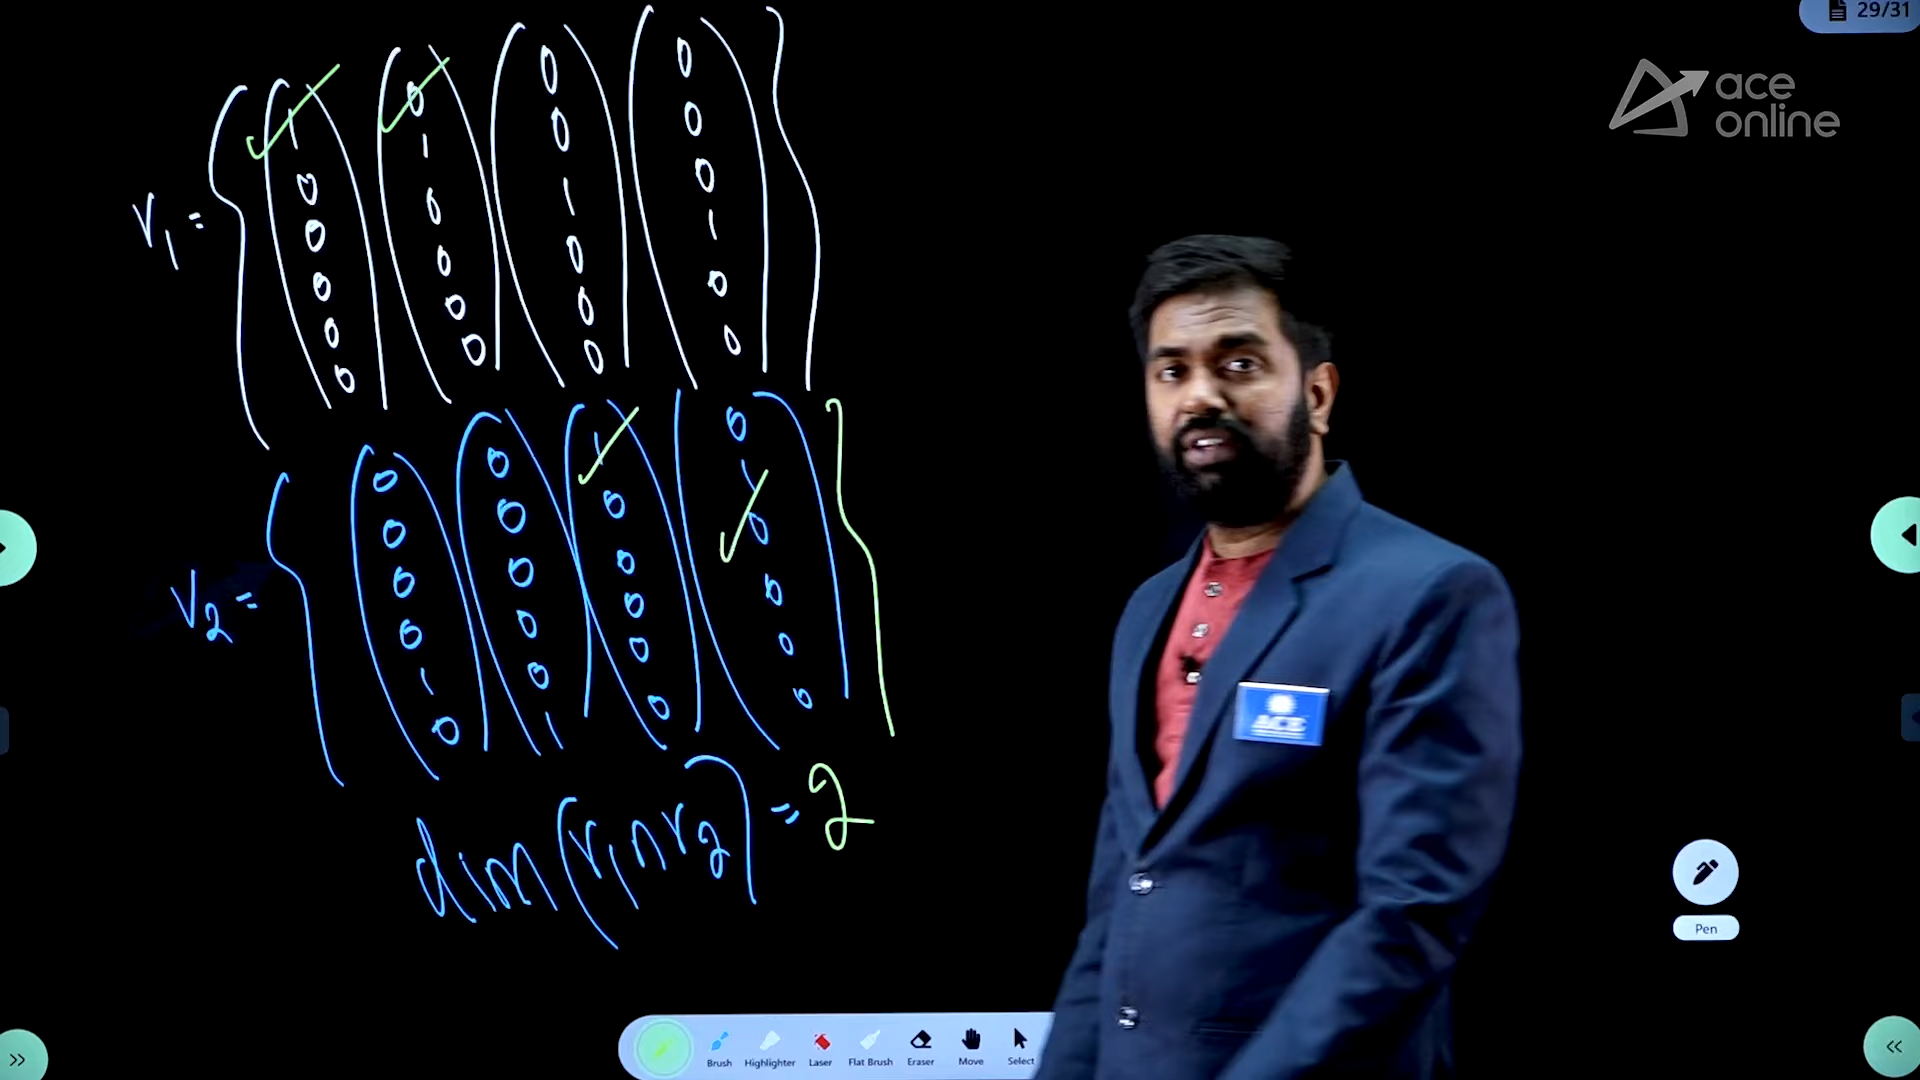 29/31
ace
online
V1 = { (1 0 0 0 0 0) (0 1 0 0 0 0) (0 0 1 0 0 0) (0 0 0 1 0 0) }
V2 = { (0 0 0 0 1 0) (0 0 0 0 0 1) (1 0 0 0 0 0) (0 1 0 0 0 0) }
dim(V1∩V2) = 2
ACE
Pen
Brush Highlighter Laser Flat Brush Eraser Move Select